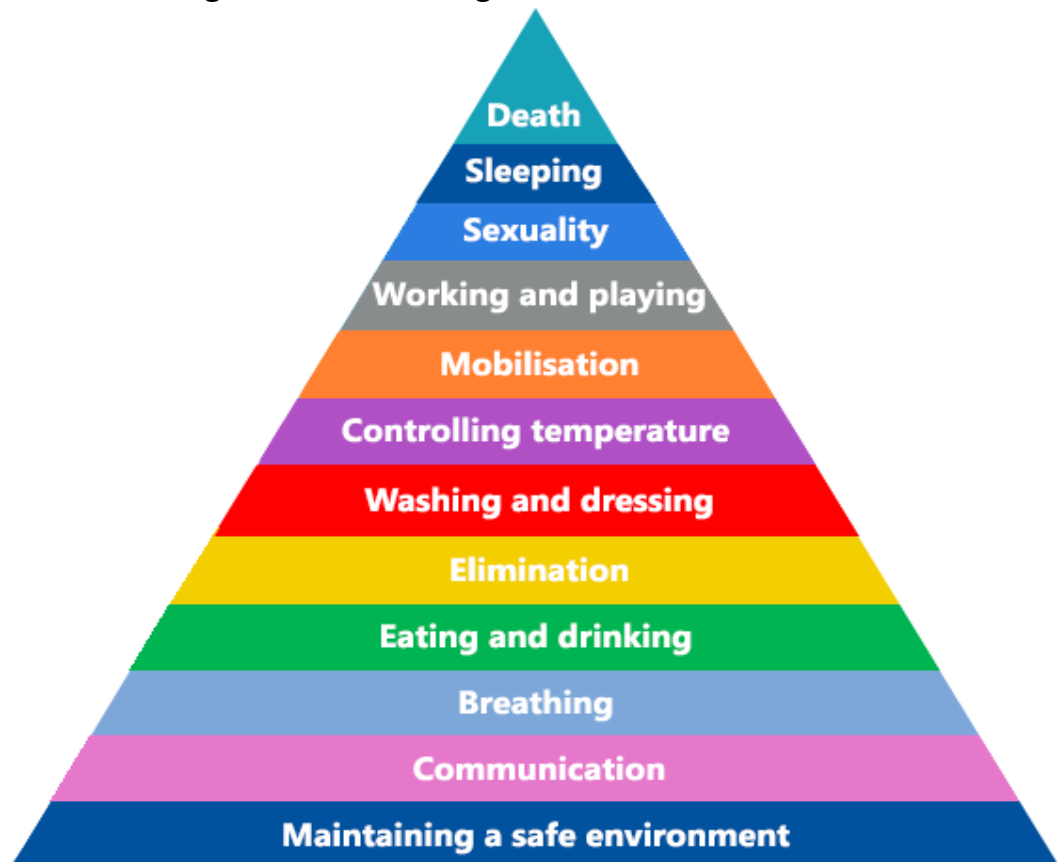 Death
Sleeping
Sexuality
Working and playing
Mobilisation
Controlling temperature
Washing and dressing
Elimination
Eating and drinking
Breathing
Communication
Maintaining a safe environment